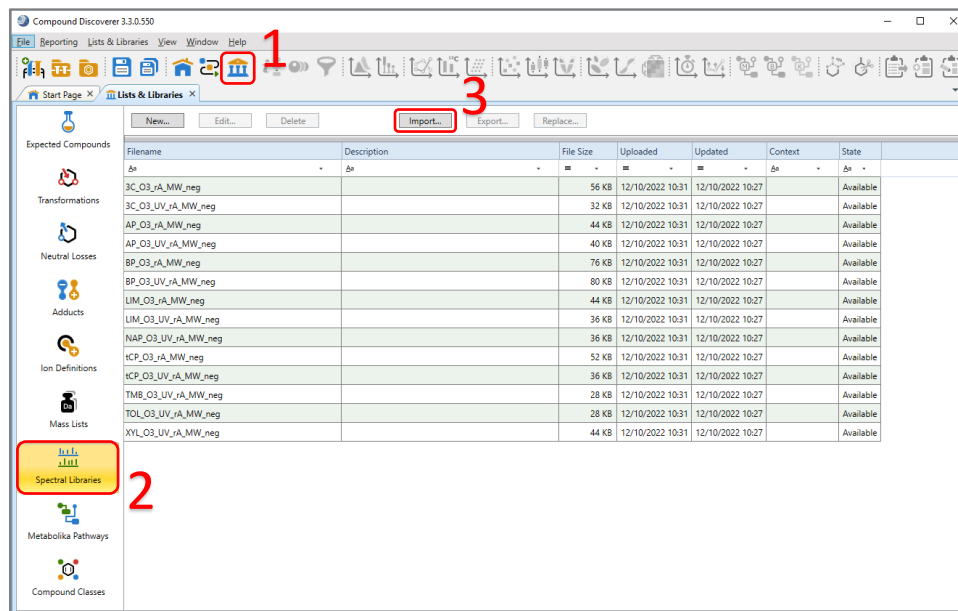 Compound Discoverer 3.3.0.550
File Reporting Lists & Libraries View Window Help
1
Start Page Lists & Libraries
3
New... Edit... Delete Import... Export... Replace...
Expected Compounds
Transformations
Neutral Losses
Adducts
Ion Definitions
Mass Lists
Spectral Libraries
2
Metabolika Pathways
Compound Classes
Filename Description File Size Uploaded Updated Context State
Aa Aa = = = Aa Aa
3C_O3_rA_MW_neg 56 KB 12/10/2022 10:31 12/10/2022 10:27 Available
3C_O3_UV_rA_MW_neg 32 KB 12/10/2022 10:31 12/10/2022 10:27 Available
AP_O3_rA_MW_neg 44 KB 12/10/2022 10:31 12/10/2022 10:27 Available
AP_O3_UV_rA_MW_neg 40 KB 12/10/2022 10:31 12/10/2022 10:27 Available
BP_O3_rA_MW_neg 76 KB 12/10/2022 10:31 12/10/2022 10:27 Available
BP_O3_UV_rA_MW_neg 80 KB 12/10/2022 10:31 12/10/2022 10:27 Available
LIM_O3_rA_MW_neg 44 KB 12/10/2022 10:31 12/10/2022 10:27 Available
LIM_O3_UV_rA_MW_neg 36 KB 12/10/2022 10:31 12/10/2022 10:27 Available
NAP_O3_UV_rA_MW_neg 36 KB 12/10/2022 10:31 12/10/2022 10:27 Available
tCP_O3_rA_MW_neg 52 KB 12/10/2022 10:31 12/10/2022 10:27 Available
tCP_O3_UV_rA_MW_neg 36 KB 12/10/2022 10:31 12/10/2022 10:27 Available
TMB_O3_UV_rA_MW_neg 28 KB 12/10/2022 10:31 12/10/2022 10:27 Available
TOL_O3_UV_rA_MW_neg 28 KB 12/10/2022 10:31 12/10/2022 10:27 Available
XYL_O3_UV_rA_MW_neg 44 KB 12/10/2022 10:31 12/10/2022 10:27 Available